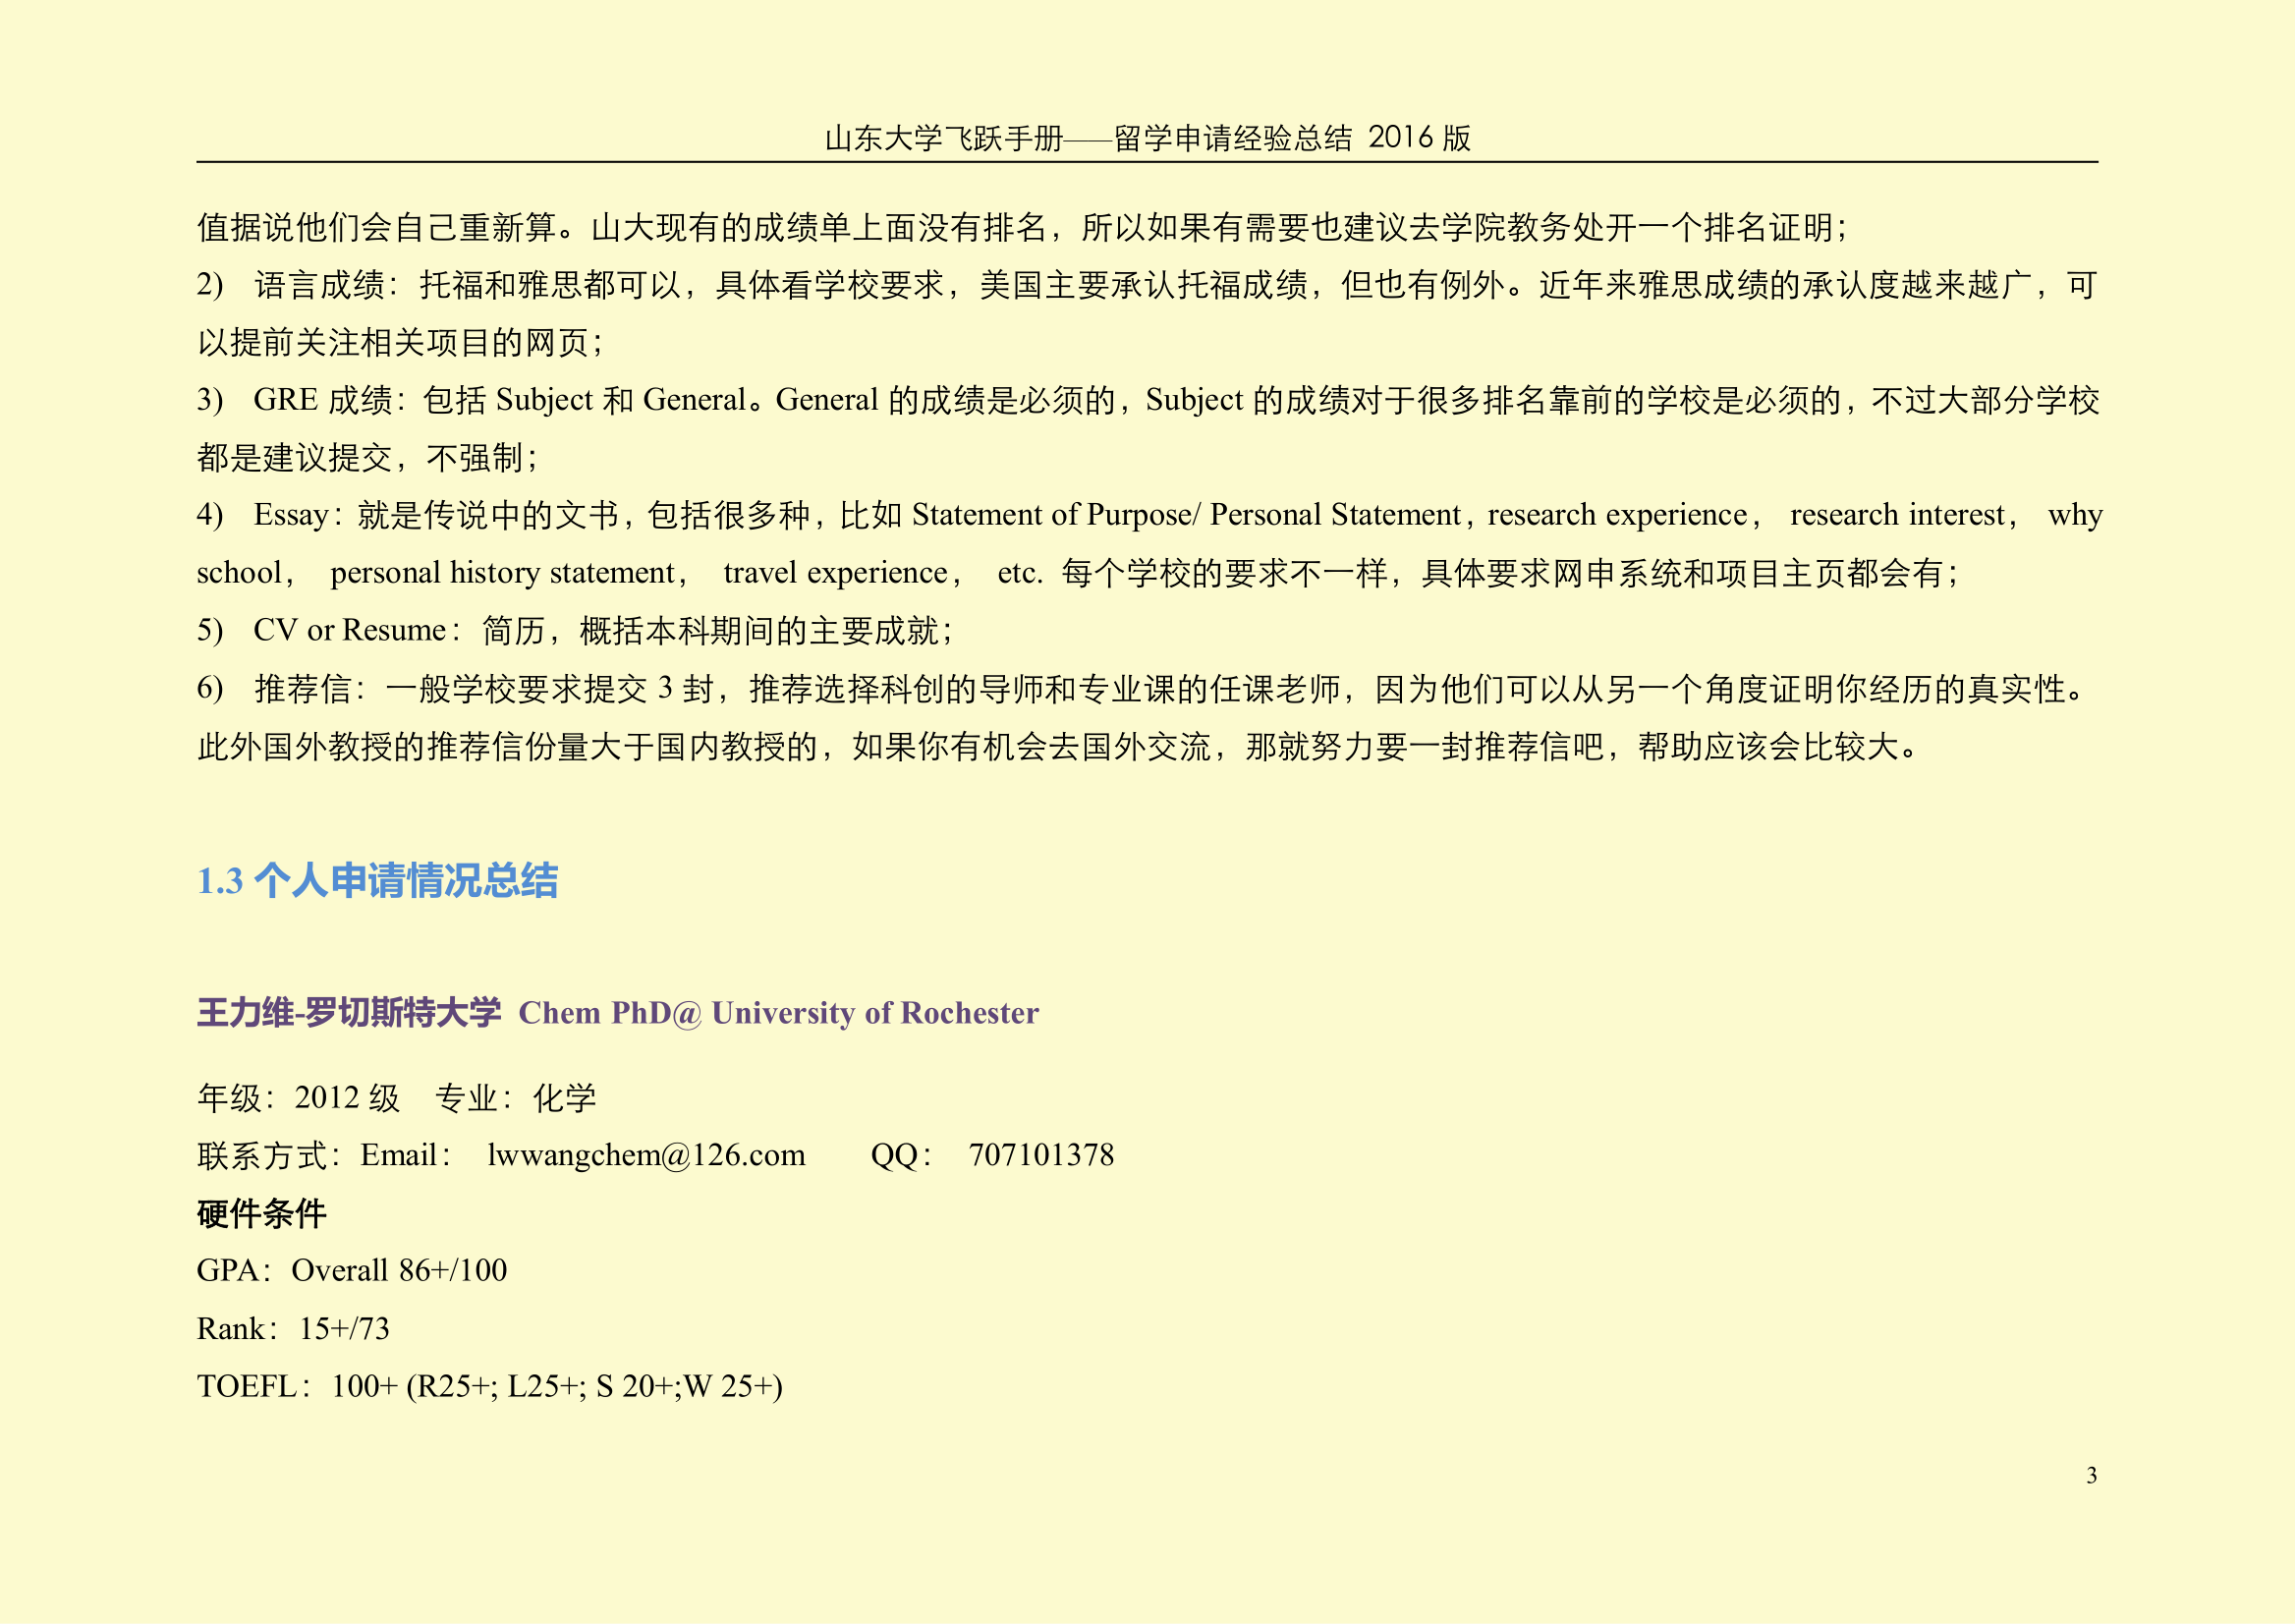 山东大学飞跃手册——留学申请经验总结 2016 版
值据说他们会自己重新算。山大现有的成绩单上面没有排名，所以如果有需要也建议去学院教务处开一个排名证明；
2) 语言成绩：托福和雅思都可以，具体看学校要求，美国主要承认托福成绩，但也有例外。近年来雅思成绩的承认度越来越广，可
以提前关注相关项目的网页；
3) GRE 成绩：包括 Subject 和 General。General 的成绩是必须的，Subject 的成绩对于很多排名靠前的学校是必须的，不过大部分学校
都是建议提交，不强制；
4) Essay：就是传说中的文书，包括很多种，比如 Statement of Purpose/ Personal Statement，research experience， research interest， why
school， personal history statement， travel experience， etc. 每个学校的要求不一样，具体要求网申系统和项目主页都会有；
5) CV or Resume：简历，概括本科期间的主要成就；
6) 推荐信：一般学校要求提交 3 封，推荐选择科创的导师和专业课的任课老师，因为他们可以从另一个角度证明你经历的真实性。
此外国外教授的推荐信份量大于国内教授的，如果你有机会去国外交流，那就努力要一封推荐信吧，帮助应该会比较大。
1.3 个人申请情况总结
王力维-罗切斯特大学 Chem PhD@ University of Rochester
年级：2012 级 专业：化学
联系方式：Email： lwwangchem@126.com QQ： 707101378
硬件条件
GPA：Overall 86+/100
Rank：15+/73
TOEFL：100+ (R25+; L25+; S 20+;W 25+)
3